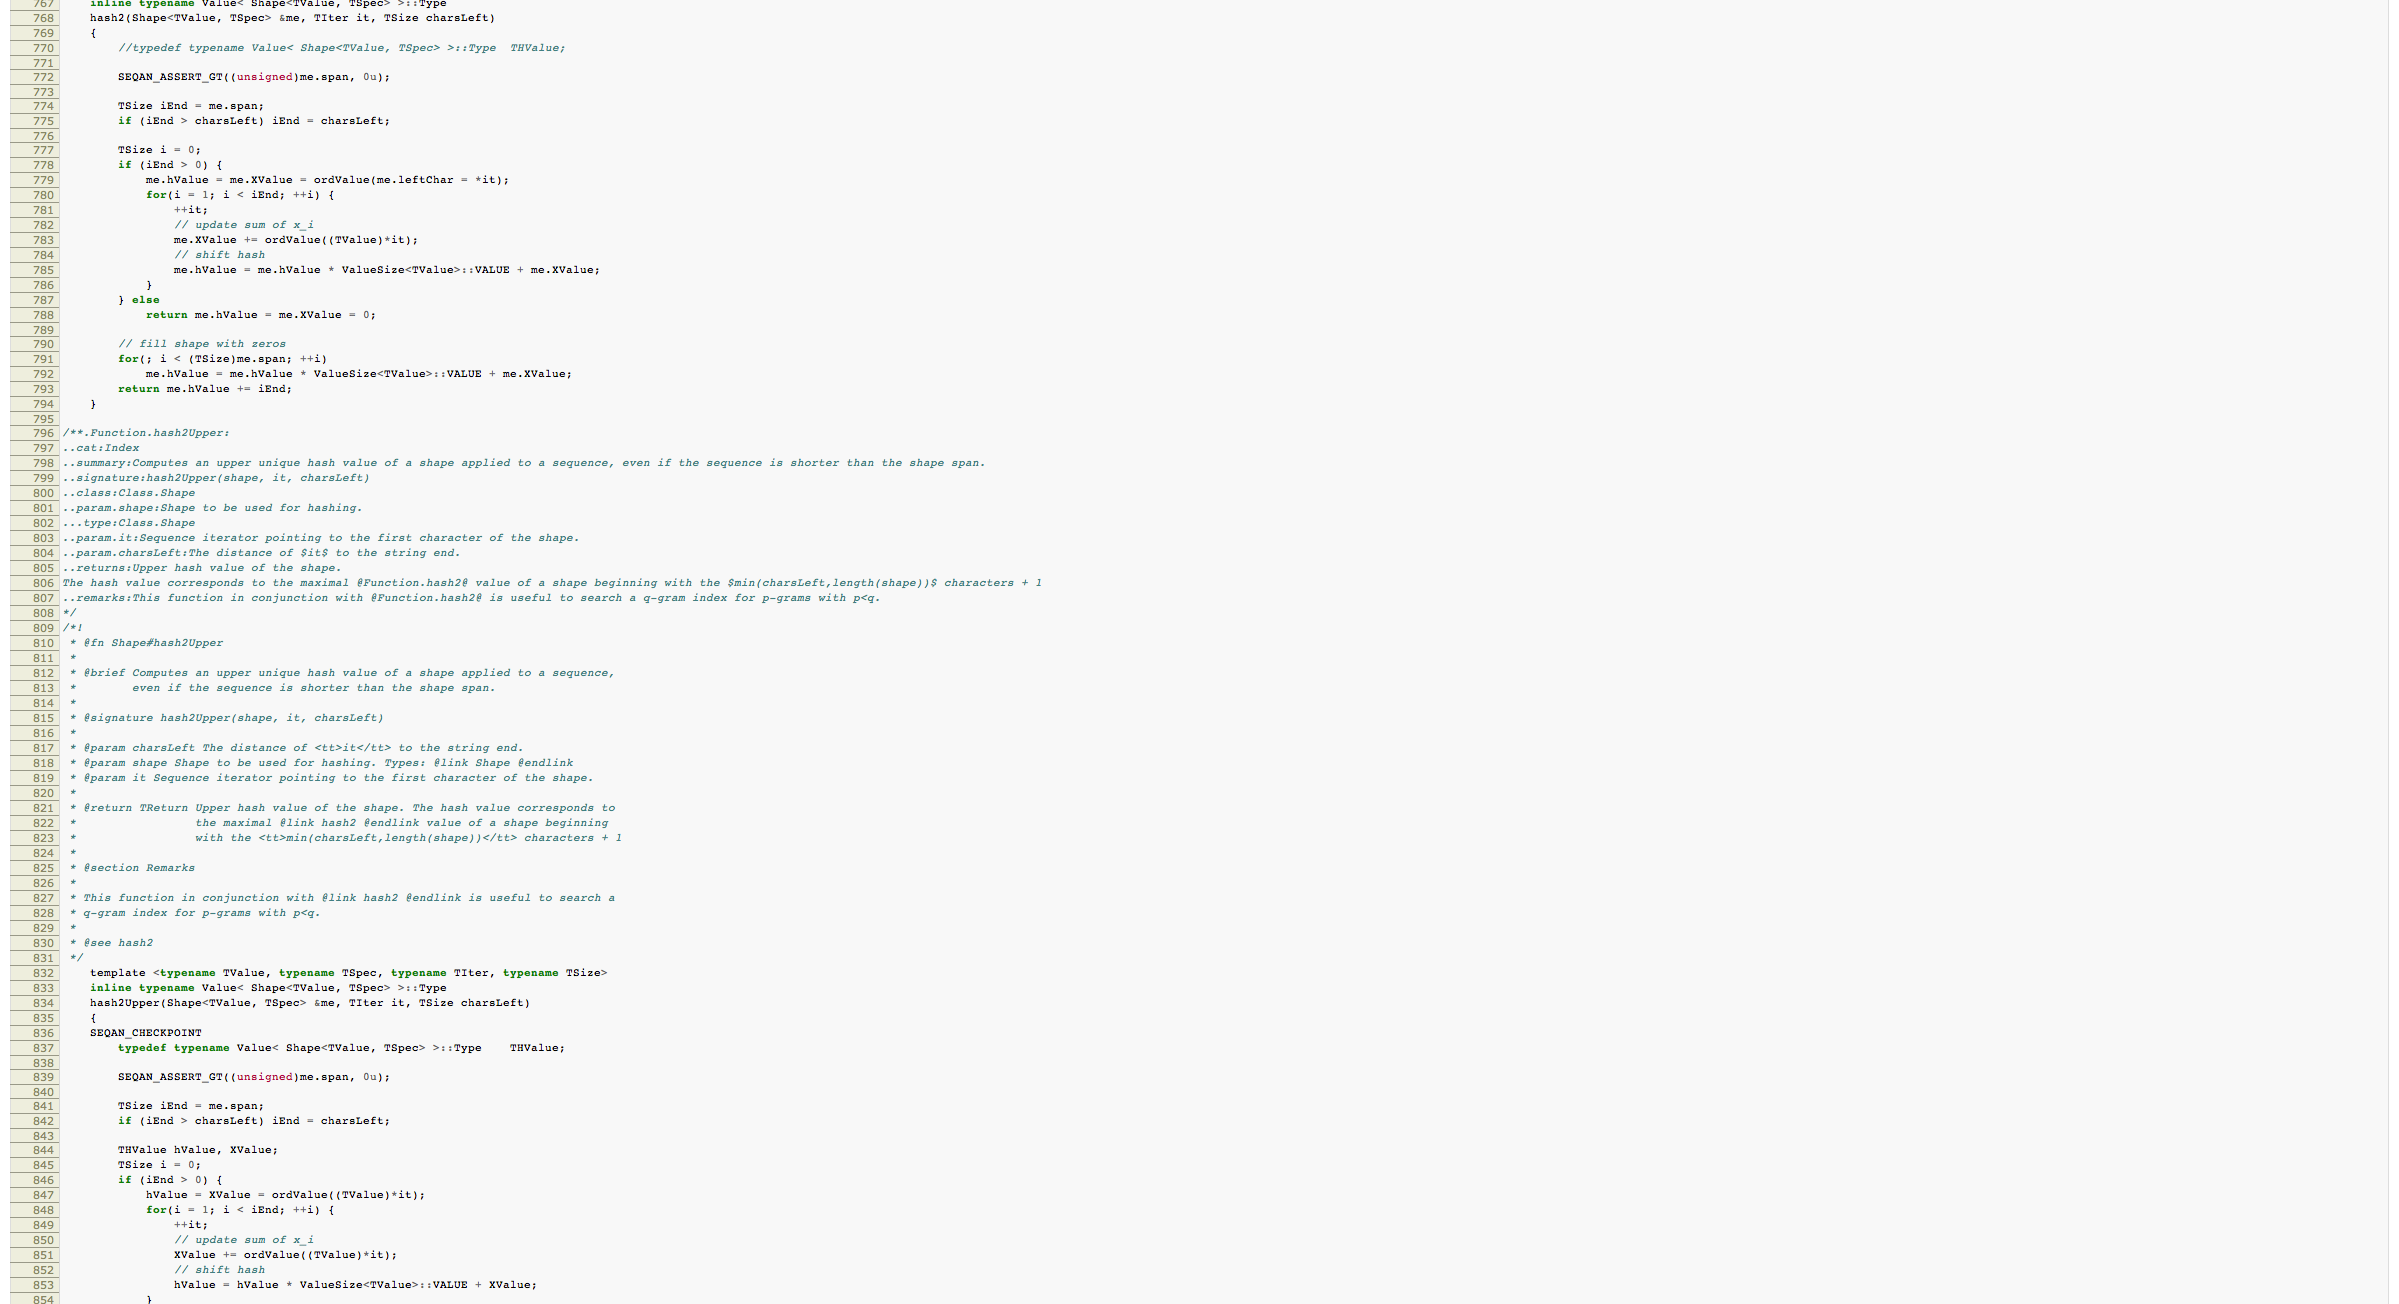 767 inline typename Value< Shape<TValue, TSpec> >::Type
768 hash2(Shape<TValue, TSpec> &me, TIter it, TSize charsLeft)
769 {
770 //typedef typename Value< Shape<TValue, TSpec> >::Type THValue;
771
772 SEQAN_ASSERT_GT((unsigned)me.span, 0u);
773
774 TSize iEnd = me.span;
775 if (iEnd > charsLeft) iEnd = charsLeft;
776
777 TSize i = 0;
778 if (iEnd > 0) {
779 me.hValue = me.XValue = ordValue(me.leftChar = *it);
780 for(i = 1; i < iEnd; ++i) {
781 ++it;
782 // update sum of x_i
783 me.XValue += ordValue((TValue)*it);
784 // shift hash
785 me.hValue = me.hValue * ValueSize<TValue>::VALUE + me.XValue;
786 }
787 } else
788 return me.hValue = me.XValue = 0;
789
790 // fill shape with zeros
791 for(; i < (TSize)me.span; ++i)
792 me.hValue = me.hValue * ValueSize<TValue>::VALUE + me.XValue;
793 return me.hValue += iEnd;
794 }
795
796 /**.Function.hash2Upper:
797 ..cat:Index
798 ..summary:Computes an upper unique hash value of a shape applied to a sequence, even if the sequence is shorter than the shape span.
799 ..signature:hash2Upper(shape, it, charsLeft)
800 ..class:Class.Shape
801 ..param.shape:Shape to be used for hashing.
802 ...type:Class.Shape
803 ..param.it:Sequence iterator pointing to the first character of the shape.
804 ..param.charsLeft:The distance of $it$ to the string end.
805 ..returns:Upper hash value of the shape.
806 The hash value corresponds to the maximal @Function.hash2@ value of a shape beginning with the $min(charsLeft,length(shape))$ characters + 1
807 ..remarks:This function in conjunction with @Function.hash2@ is useful to search a q-gram index for p-grams with p<q.
808 */
809 /*!
810 * @fn Shape#hash2Upper
811 *
812 * @brief Computes an upper unique hash value of a shape applied to a sequence,
813 * even if the sequence is shorter than the shape span.
814 *
815 * @signature hash2Upper(shape, it, charsLeft)
816 *
817 * @param charsLeft The distance of <tt>it</tt> to the string end.
818 * @param shape Shape to be used for hashing. Types: @link Shape @endlink
819 * @param it Sequence iterator pointing to the first character of the shape.
820 *
821 * @return TReturn Upper hash value of the shape. The hash value corresponds to
822 * the maximal @link hash2 @endlink value of a shape beginning
823 * with the <tt>min(charsLeft,length(shape))</tt> characters + 1
824 *
825 * @section Remarks
826 *
827 * This function in conjunction with @link hash2 @endlink is useful to search a
828 * q-gram index for p-grams with p<q.
829 *
830 * @see hash2
831 */
832 template <typename TValue, typename TSpec, typename TIter, typename TSize>
833 inline typename Value< Shape<TValue, TSpec> >::Type
834 hash2Upper(Shape<TValue, TSpec> &me, TIter it, TSize charsLeft)
835 {
836 SEQAN_CHECKPOINT
837 typedef typename Value< Shape<TValue, TSpec> >::Type THValue;
838
839 SEQAN_ASSERT_GT((unsigned)me.span, 0u);
840
841 TSize iEnd = me.span;
842 if (iEnd > charsLeft) iEnd = charsLeft;
843
844 THValue hValue, XValue;
845 TSize i = 0;
846 if (iEnd > 0) {
847 hValue = XValue = ordValue((TValue)*it);
848 for(i = 1; i < iEnd; ++i) {
849 ++it;
850 // update sum of x_i
851 XValue += ordValue((TValue)*it);
852 // shift hash
853 hValue = hValue * ValueSize<TValue>::VALUE + XValue;
854 }